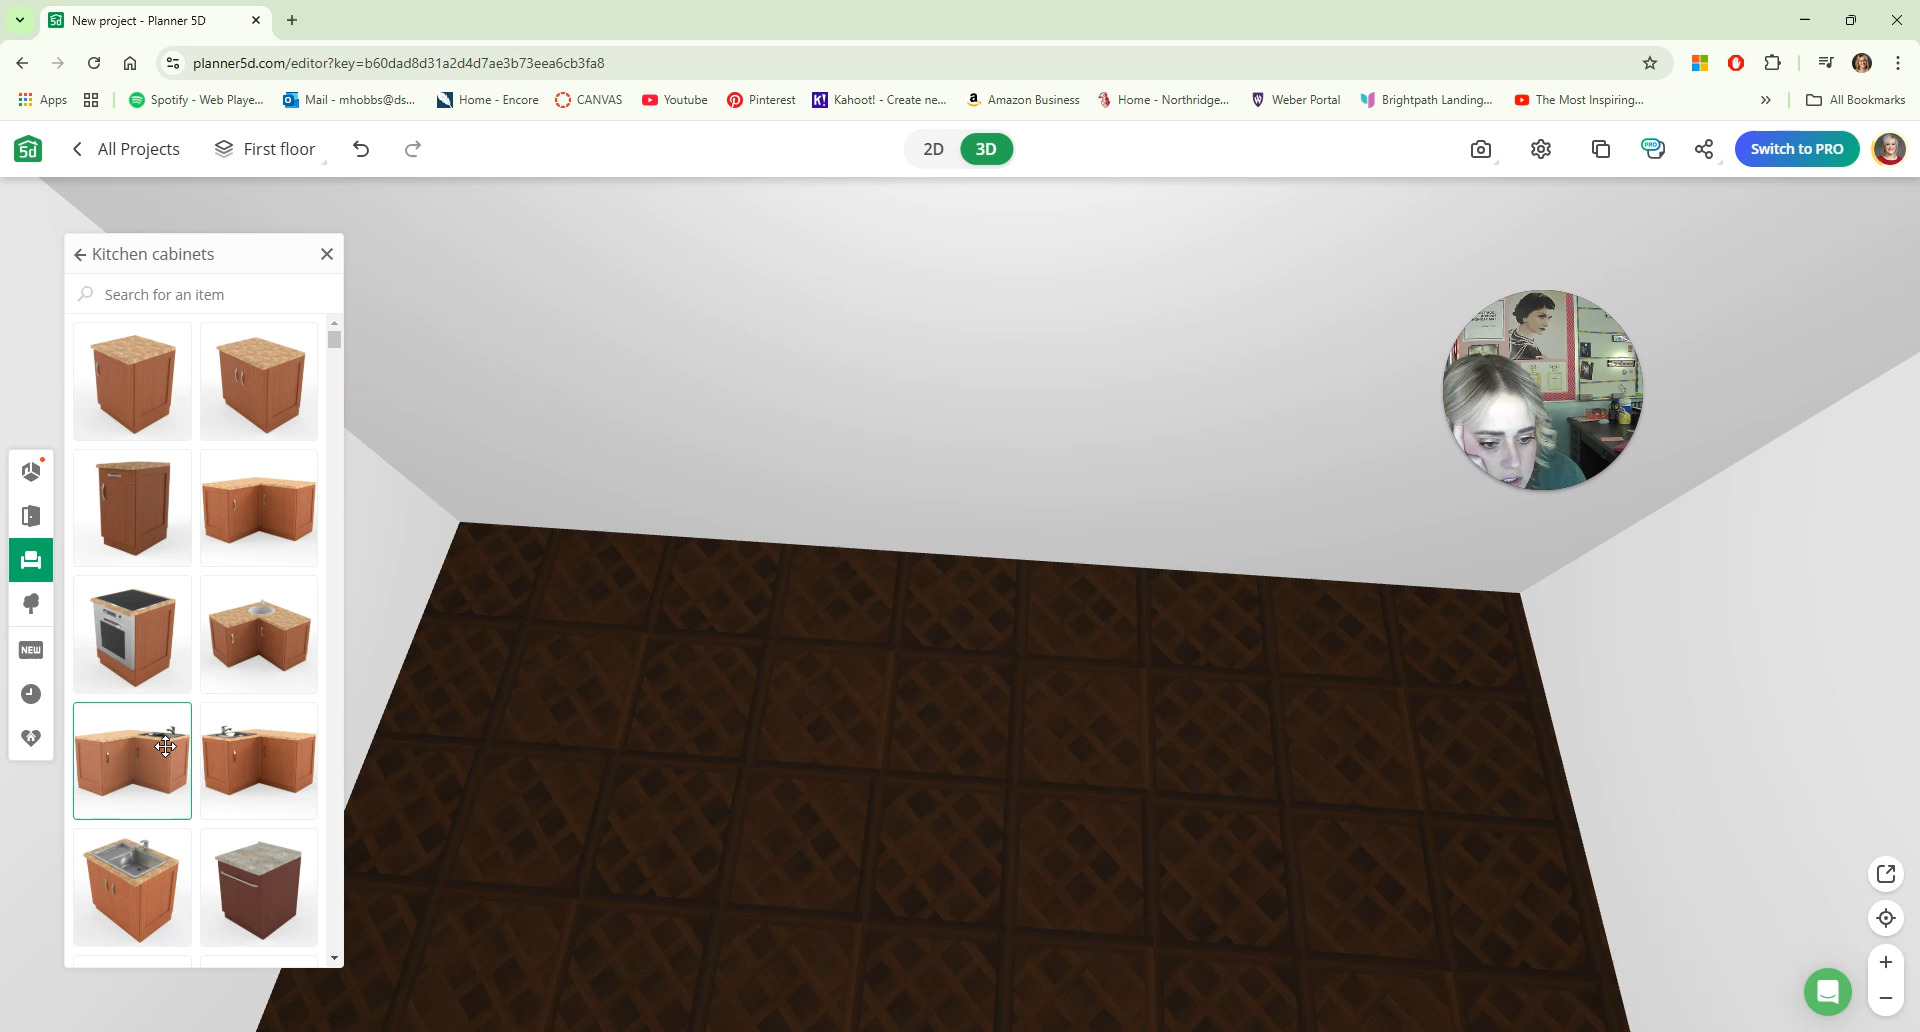 New project - Planner 5D
planner5d.com/editor?key=b60dad8d31a2d4d7ae3b73eea6cb3fa8
Apps
Spotify - Web Playe...
Mail - mhobbs@ds...
Home - Encore
CANVAS
Youtube
Pinterest
Kahoot! - Create ne...
Amazon Business
Home - Northridge...
Weber Portal
Brightpath Landing...
The Most Inspiring...
All Bookmarks
5d
All Projects
First floor
2D
3D
PRO
Switch to PRO
Kitchen cabinets
Search for an item
NEW